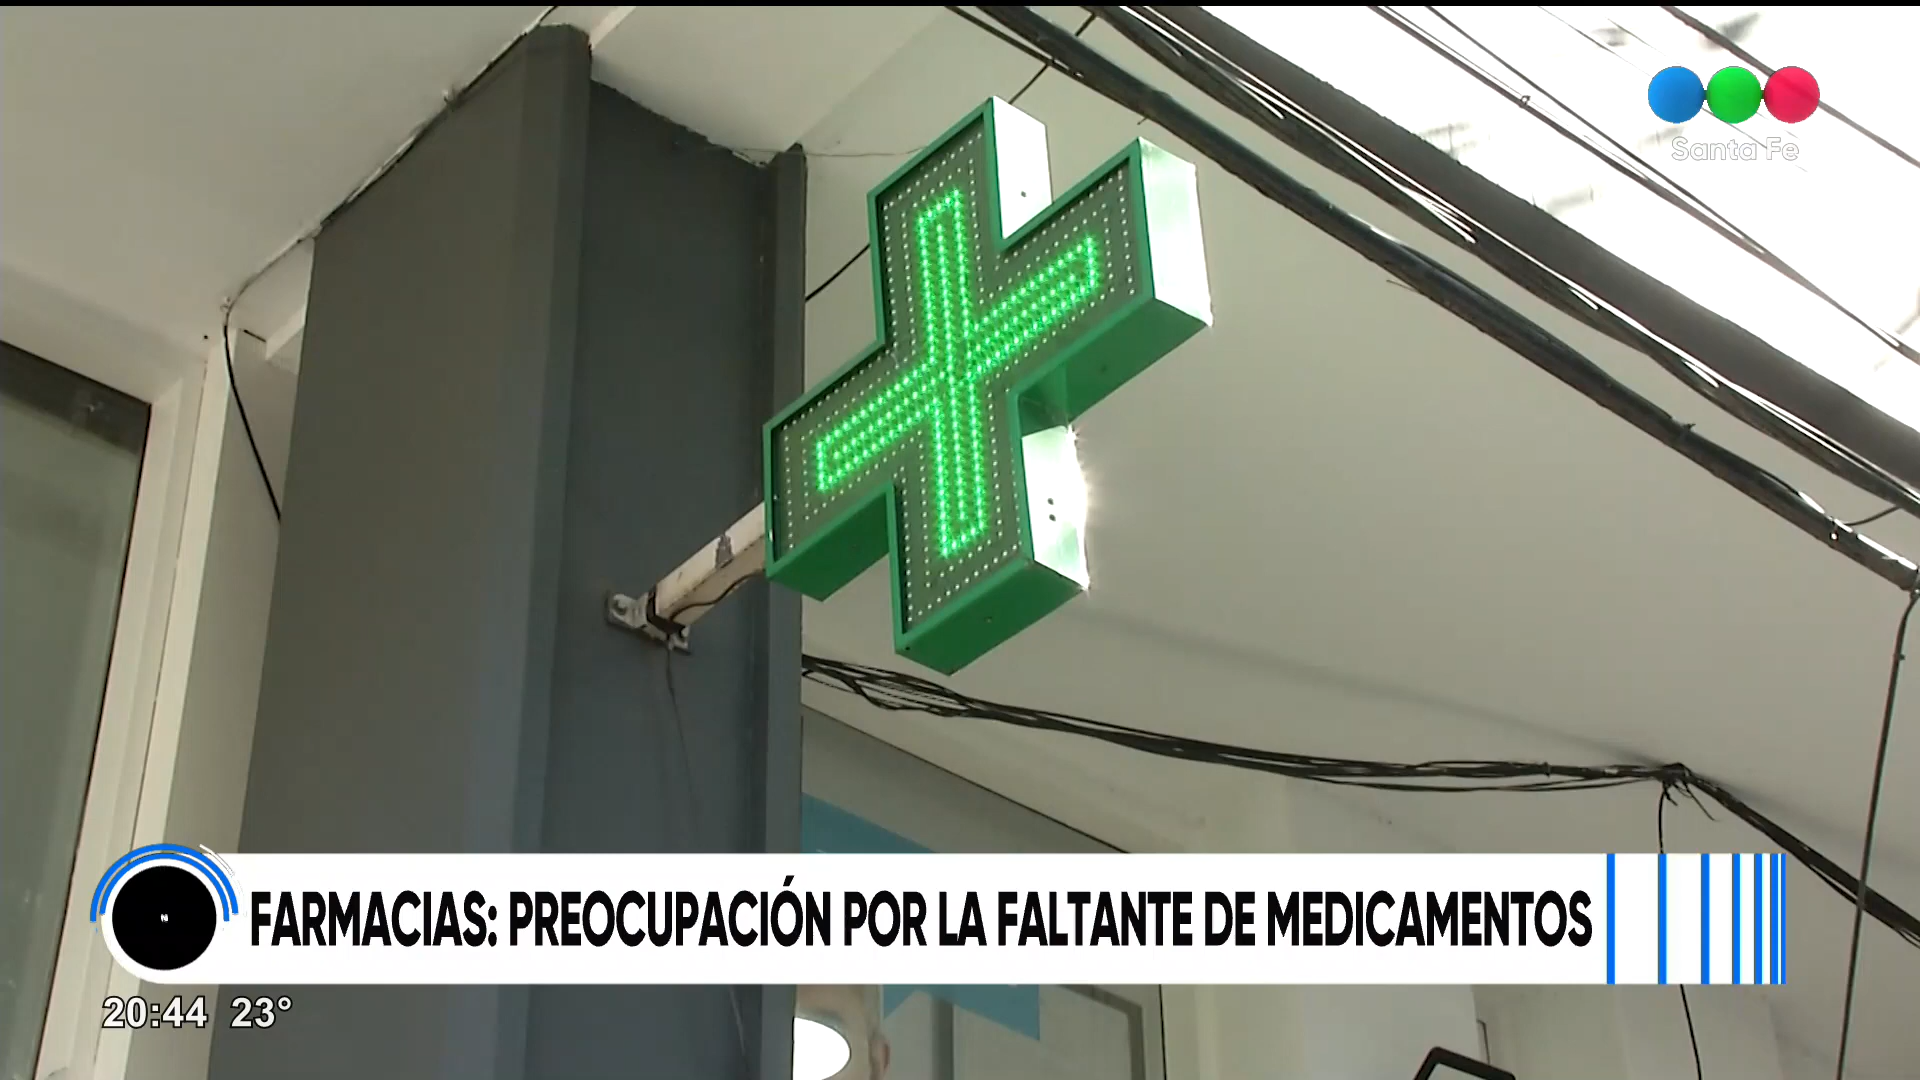 Santa Fe
FARMACIAS: PREOCUPACIÓN POR LA FALTANTE DE MEDICAMENTOS
N
20:44 23°